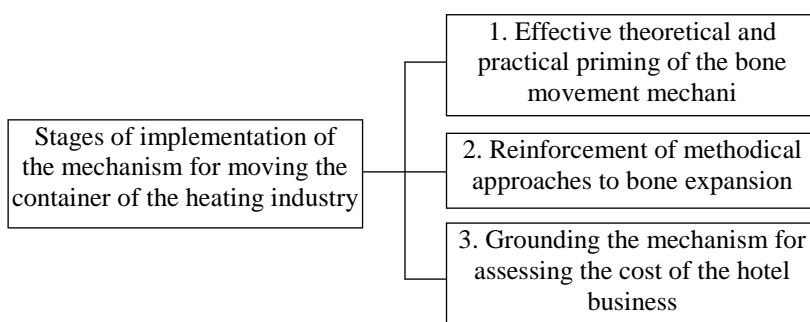 Stages of implementation of
the mechanism for moving the
container of the heating industry
1. Effective theoretical and
practical priming of the bone
movement mechani
2. Reinforcement of methodical
approaches to bone expansion
3. Grounding the mechanism for
assessing the cost of the hotel
business